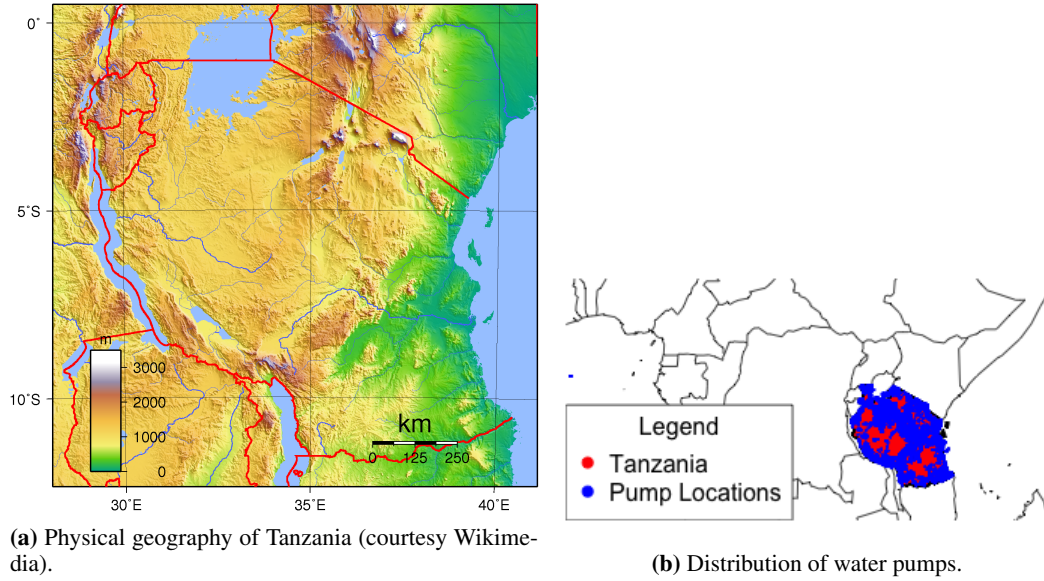 0°
5°S
10°S
m
3000
2000
1000
0
km
0 125 250
30°E 35°E 40°E
(a) Physical geography of Tanzania (courtesy Wikime-
dia).
Legend
Tanzania
Pump Locations
(b) Distribution of water pumps.